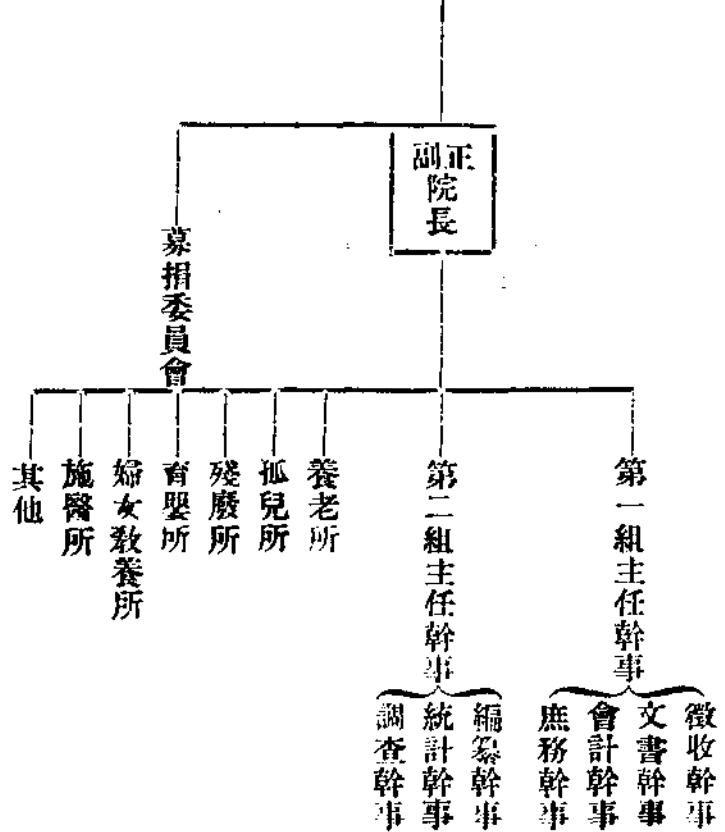 正副院長
募捐委員會
第一組主任幹事
徵收幹事
文書幹事
會計幹事
庶務幹事
第二組主任幹事
編纂幹事
統計幹事
調查幹事
養老所
孤兒所
殘廢所
育嬰所
婦女教養所
施醫所
其他